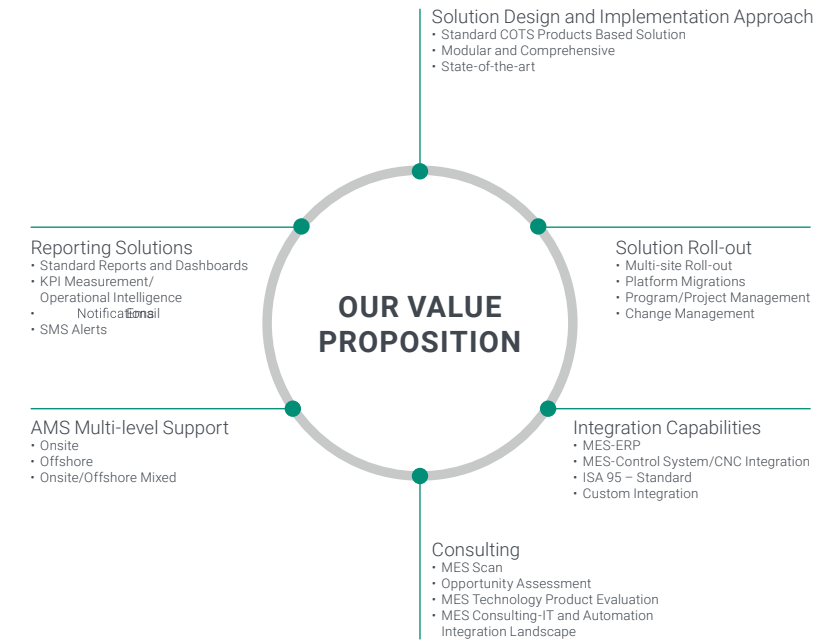 Solution Design and Implementation Approach
• Standard COTS Products Based Solution
• Modular and Comprehensive
• State-of-the-art
Reporting Solutions
• Standard Reports and Dashboards
• KPI Measurement/
Operational Intelligence
• Notifications Email
• SMS Alerts
Solution Roll-out
• Multi-site Roll-out
• Platform Migrations
• Program/Project Management
• Change Management
OUR VALUE
PROPOSITION
AMS Multi-level Support
• Onsite
• Offshore
• Onsite/Offshore Mixed
Integration Capabilities
• MES-ERP
• MES-Control System/CNC Integration
• ISA 95 – Standard
• Custom Integration
Consulting
• MES Scan
• Opportunity Assessment
• MES Technology Product Evaluation
• MES Consulting-IT and Automation
Integration Landscape